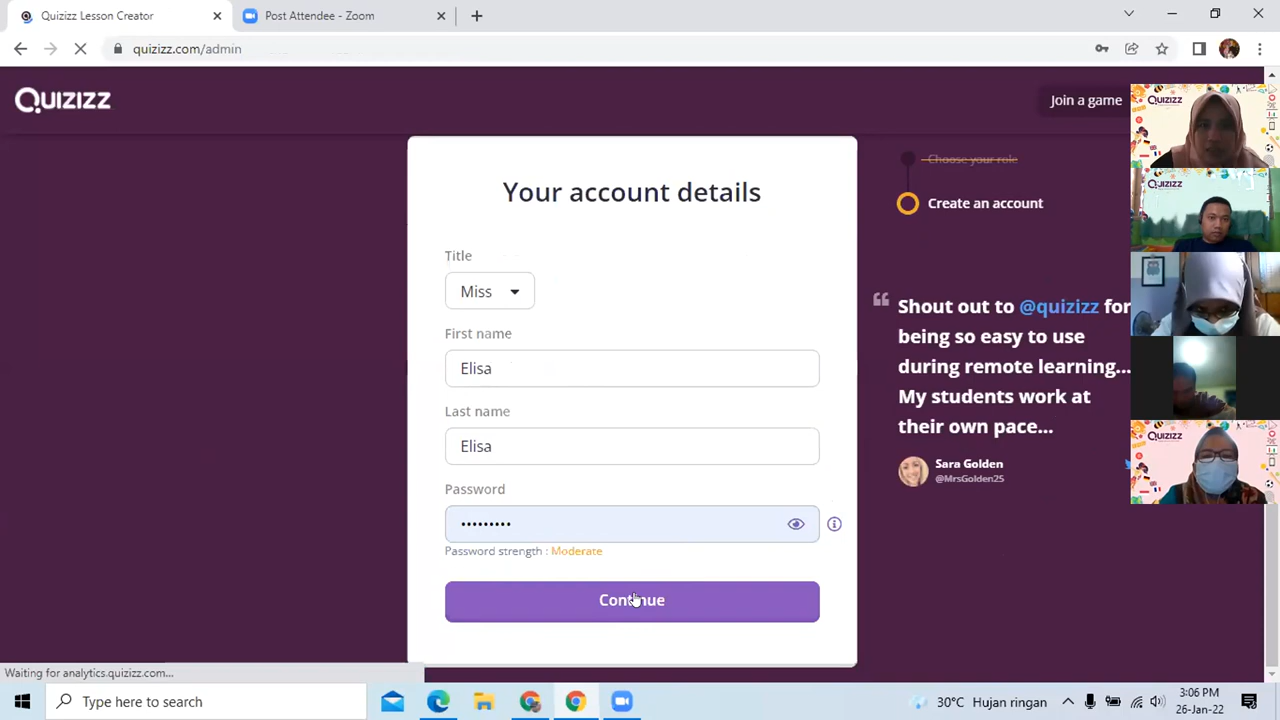 Quizizz Lesson Creator
Post Attendee - Zoom
quizizz.com/admin
QUIZIZZ
Join a game
QUIZIZZ
QUIZIZZ
QUIZIZZ
Your account details
Title
Miss
First name
Elisa
Last name
Elisa
Password
•••••••••
Password strength : Moderate
Continue
Choose your role
Create an account
“ Shout out to @quizizz for
being so easy to use
during remote learning...
My students work at
their own pace...
Sara Golden
@MrsGolden25
Waiting for analytics.quizizz.com...
Type here to search
30°C Hujan ringan
3:06 PM
26-Jan-22